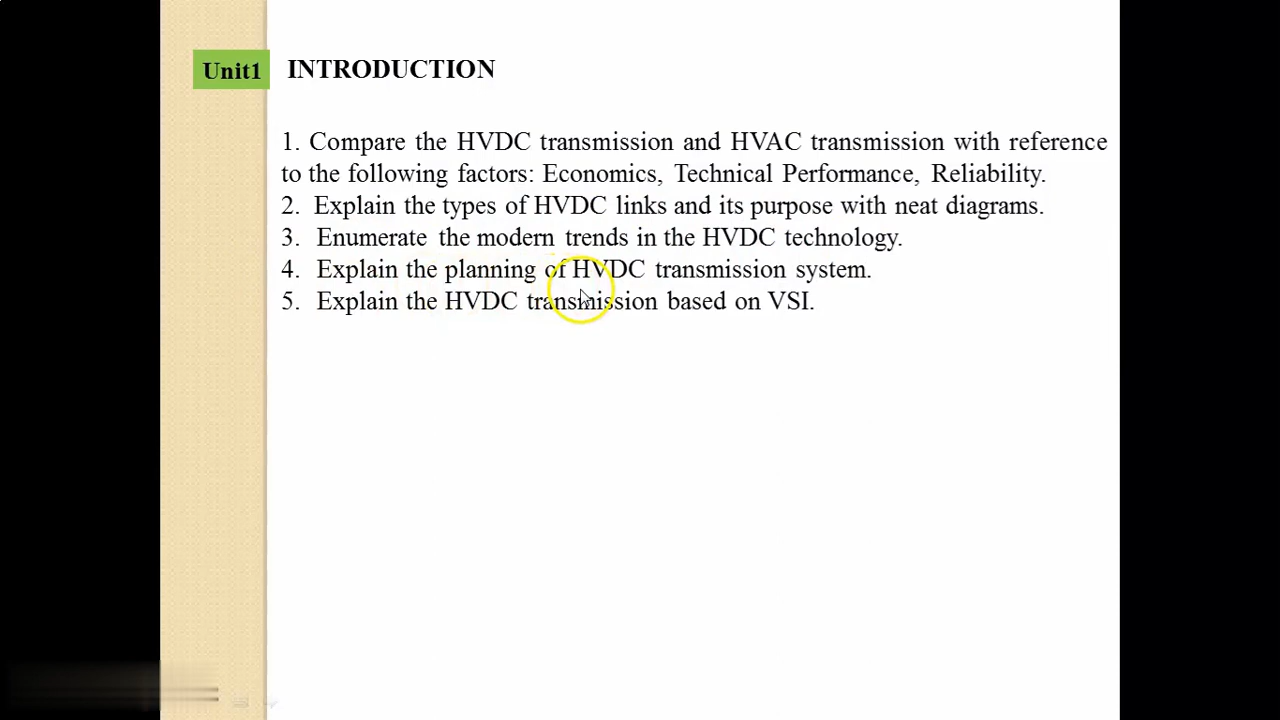 Unit1 INTRODUCTION
1. Compare the HVDC transmission and HVAC transmission with reference
to the following factors: Economics, Technical Performance, Reliability.
2. Explain the types of HVDC links and its purpose with neat diagrams.
3. Enumerate the modern trends in the HVDC technology.
4. Explain the planning of HVDC transmission system.
5. Explain the HVDC transmission based on VSI.